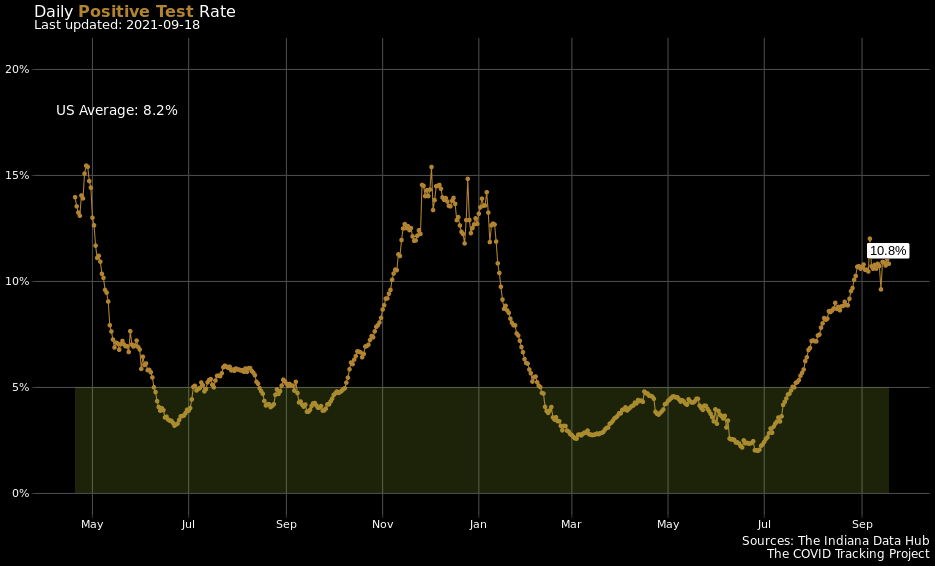 Daily Positive Test Rate
Last updated: 2021-09-18
20%
US Average: 8.2%
15%
10.8%
10%
5%
0%
May Jul Sep Nov Jan Mar May Jul Sep
Sources: The Indiana Data Hub
The COVID Tracking Project